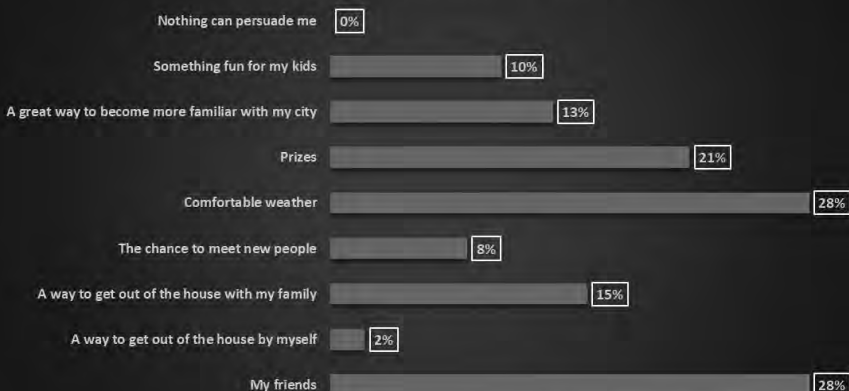 Nothing can persuade me 0%
Something fun for my kids 10%
A great way to become more familiar with my city 13%
Prizes 21%
Comfortable weather 28%
The chance to meet new people 8%
A way to get out of the house with my family 15%
A way to get out of the house by myself 2%
My friends 28%